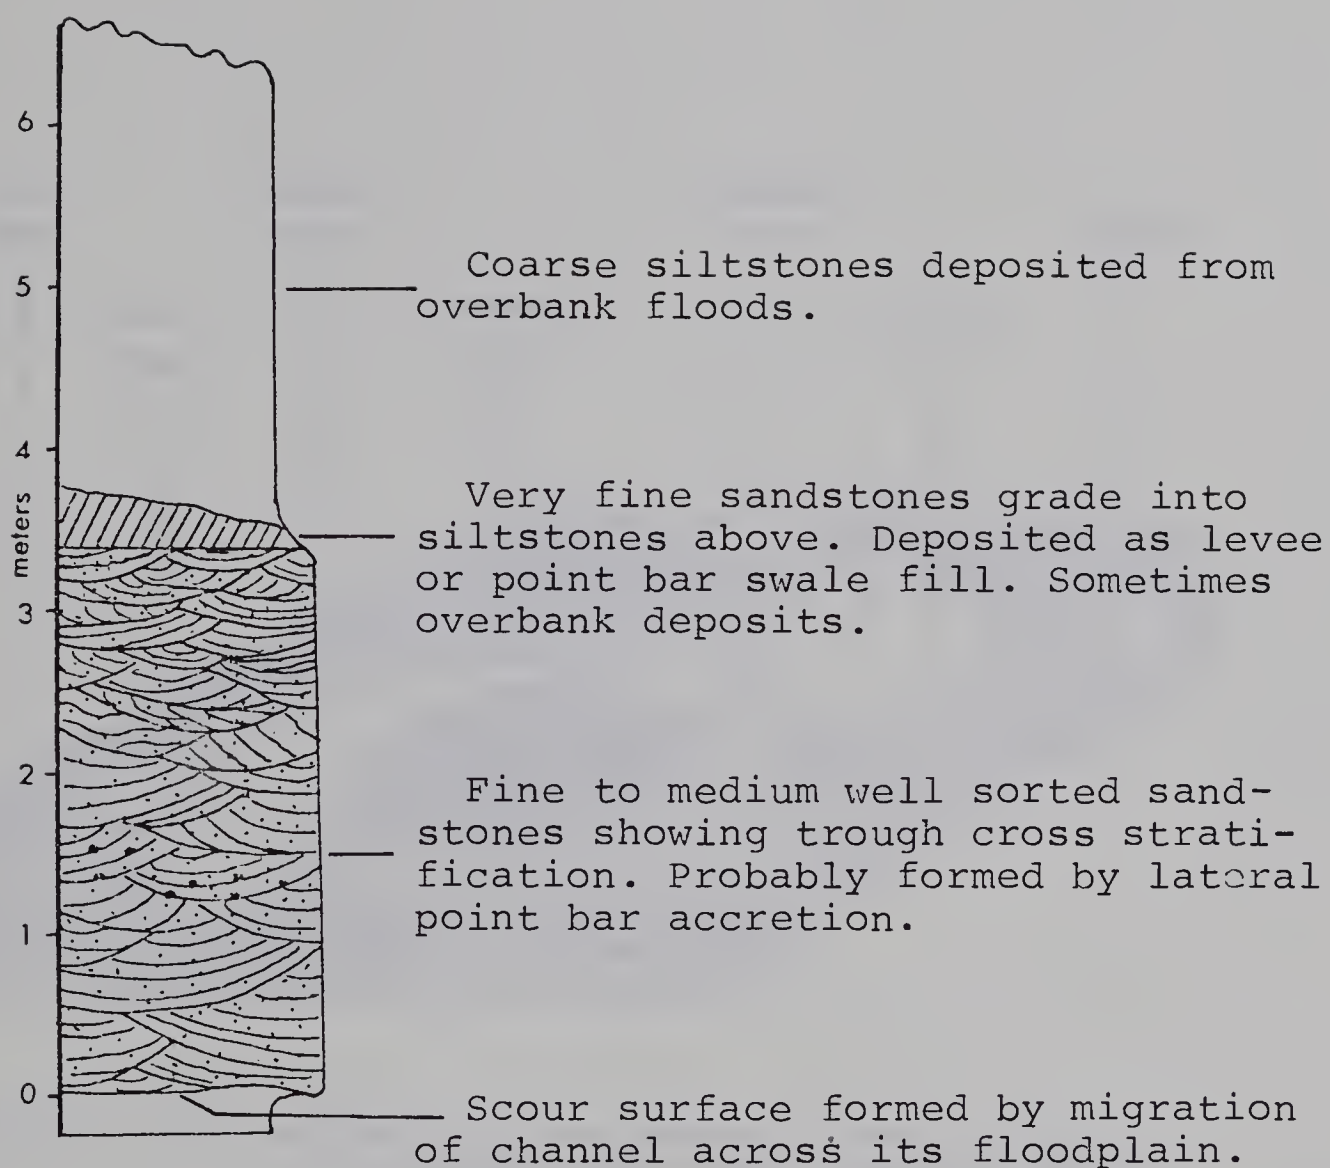 6
5
4
meters
3
2
1
0
Coarse siltstones deposited from
overbank floods.
Very fine sandstones grade into
siltstones above. Deposited as levee
or point bar swale fill. Sometimes
overbank deposits.
Fine to medium well sorted sand-
stones showing trough cross strati-
fication. Probably formed by lateral
point bar accretion.
Scour surface formed by migration
of channel across its floodplain.